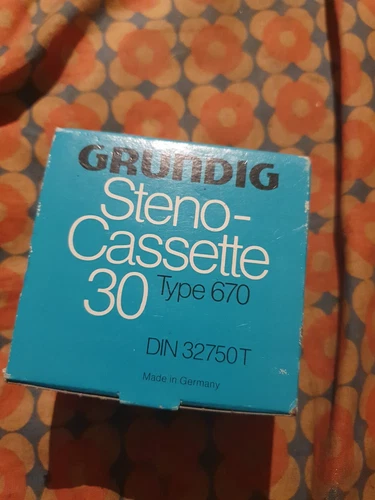 GRUNDIG
Steno-
Cassette
30 Type 670
DIN 32750T
Made in Germany